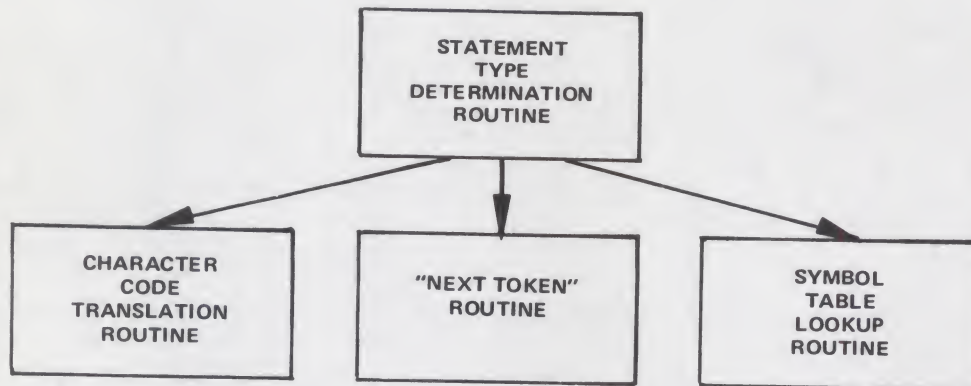 STATEMENT
TYPE
DETERMINATION
ROUTINE
CHARACTER
CODE
TRANSLATION
ROUTINE
"NEXT TOKEN"
ROUTINE
SYMBOL
TABLE
LOOKUP
ROUTINE